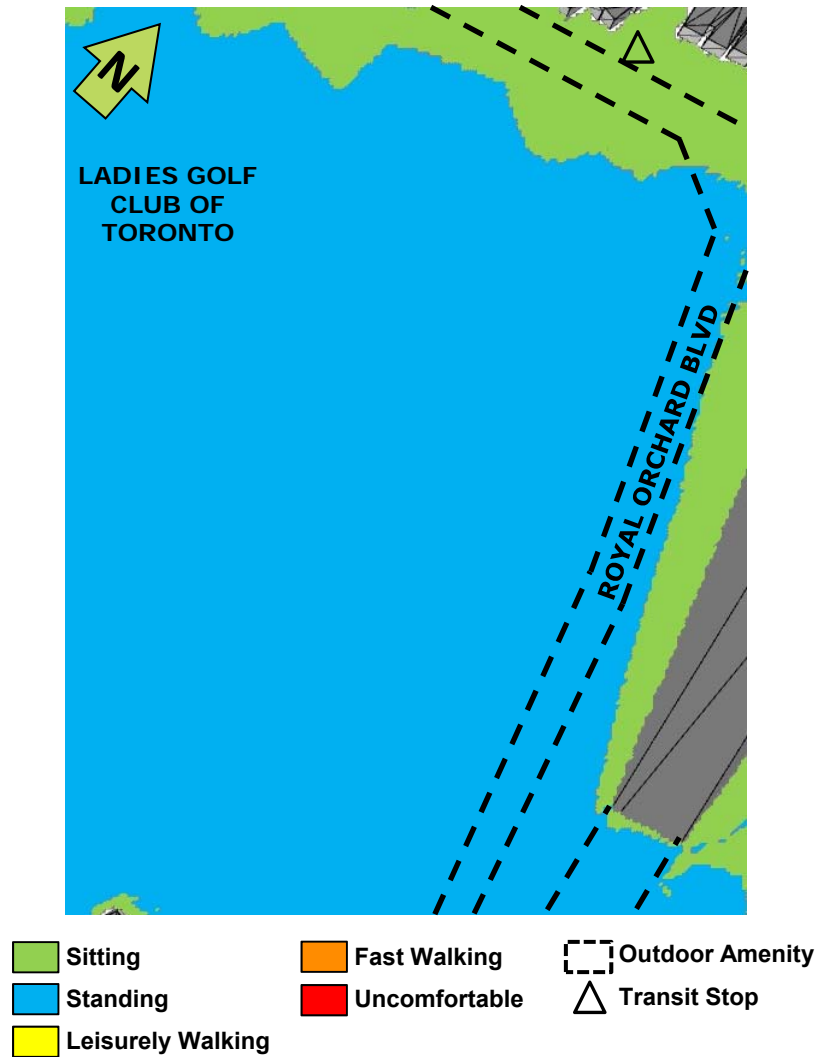 N
LADIES GOLF
CLUB OF
TORONTO
ROYAL ORCHARD BLVD
Sitting
Fast Walking
Outdoor Amenity
Standing
Uncomfortable
Transit Stop
Leisurely Walking